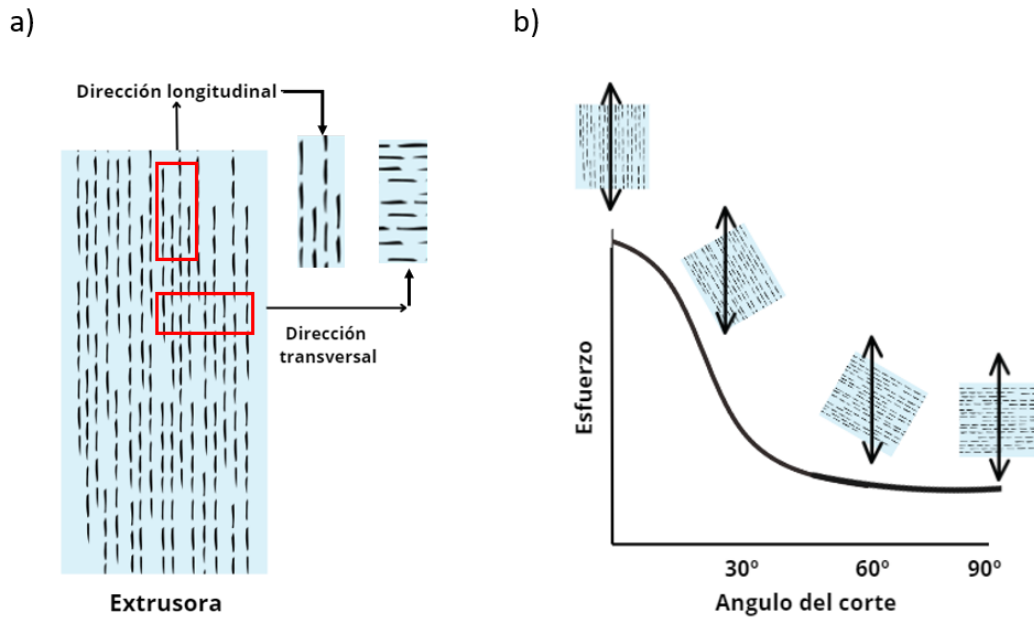 a)
Dirección longitudinal
Dirección
transversal
Extrusora
b)
Esfuerzo
30º
60º
90º
Angulo del corte